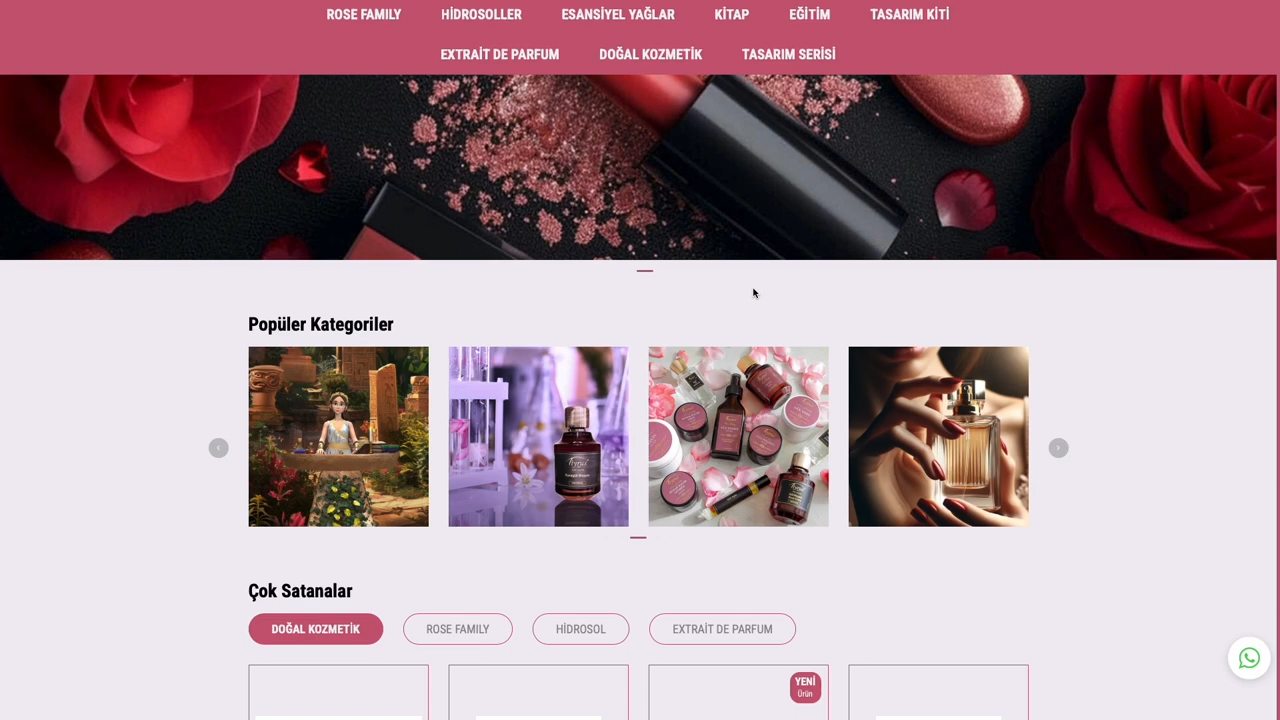 ROSE FAMILY HİDROSOLLER ESANSİYEL YAĞLAR KİTAP EĞİTİM TASARIM KİTİ
EXTRAİT DE PARFUM DOĞAL KOZMETİK TASARIM SERİSİ
Popüler Kategoriler
Çok Satanalar
DOĞAL KOZMETİK ROSE FAMILY HİDROSOL EXTRAİT DE PARFUM
YENİ
Ürün